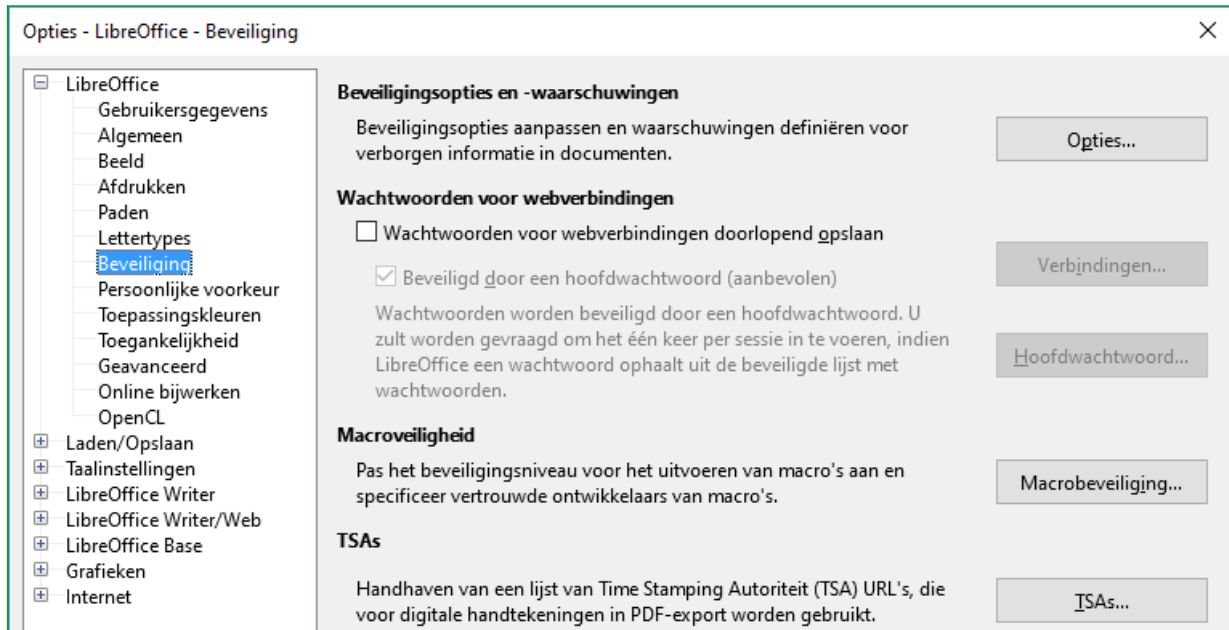 Opties - LibreOffice - Beveiliging
LibreOffice
Gebruikersgegevens
Algemeen
Beeld
Afdrukken
Paden
Lettertypes
Beveiliging
Persoonlijke voorkeur
Toepassingskleuren
Toegankelijkheid
Geavanceerd
Online bijwerken
OpenCL
Laden/Opslaan
Taalinstellingen
LibreOffice Writer
LibreOffice Writer/Web
LibreOffice Base
Grafieken
Internet
Beveiligingsopties en -waarschuwingen
Beveiligingsopties aanpassen en waarschuwingen definiëren voor
verborgen informatie in documenten.
Opties...
Wachtwoorden voor webverbindingen
Wachtwoorden voor webverbindingen doorlopend opslaan
Verbindingen...
Beveiligd door een hoofdwachtwoord (aanbevolen)
Wachtwoorden worden beveiligd door een hoofdwachtwoord. U
zult worden gevraagd om het één keer per sessie in te voeren, indien
LibreOffice een wachtwoord ophaalt uit de beveiligde lijst met
wachtwoorden.
Hoofdwachtwoord...
Macroveiligheid
Pas het beveiligingsniveau voor het uitvoeren van macro's aan en
specificeer vertrouwde ontwikkelaars van macro's.
Macrobeveiliging...
TSAs
Handhaven van een lijst van Time Stamping Autoriteit (TSA) URL's, die
voor digitale handtekeningen in PDF-export worden gebruikt.
TSAs...